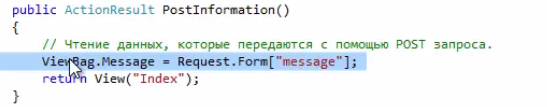 public ActionResult PostInformation()
{
// Чтение данных, которые передаются с помощью POST запроса.
ViewBag.Message = Request.Form["message"];
return View("Index");
}